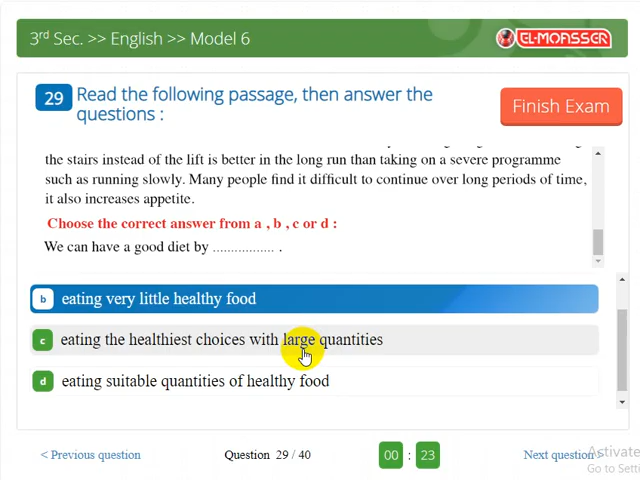 3rd Sec. >> English >> Model 6
EL-MOASSER
29 Read the following passage, then answer the
questions :
Finish Exam
the stairs instead of the lift is better in the long run than taking on a severe programme
such as running slowly. Many people find it difficult to continue over long periods of time,
it also increases appetite.
Choose the correct answer from a , b , c or d :
We can have a good diet by ................ .
b eating very little healthy food
c eating the healthiest choices with large quantities
d eating suitable quantities of healthy food
< Previous question
Question 29 / 40
00 : 23
Next question >
Activate
Go to Setti